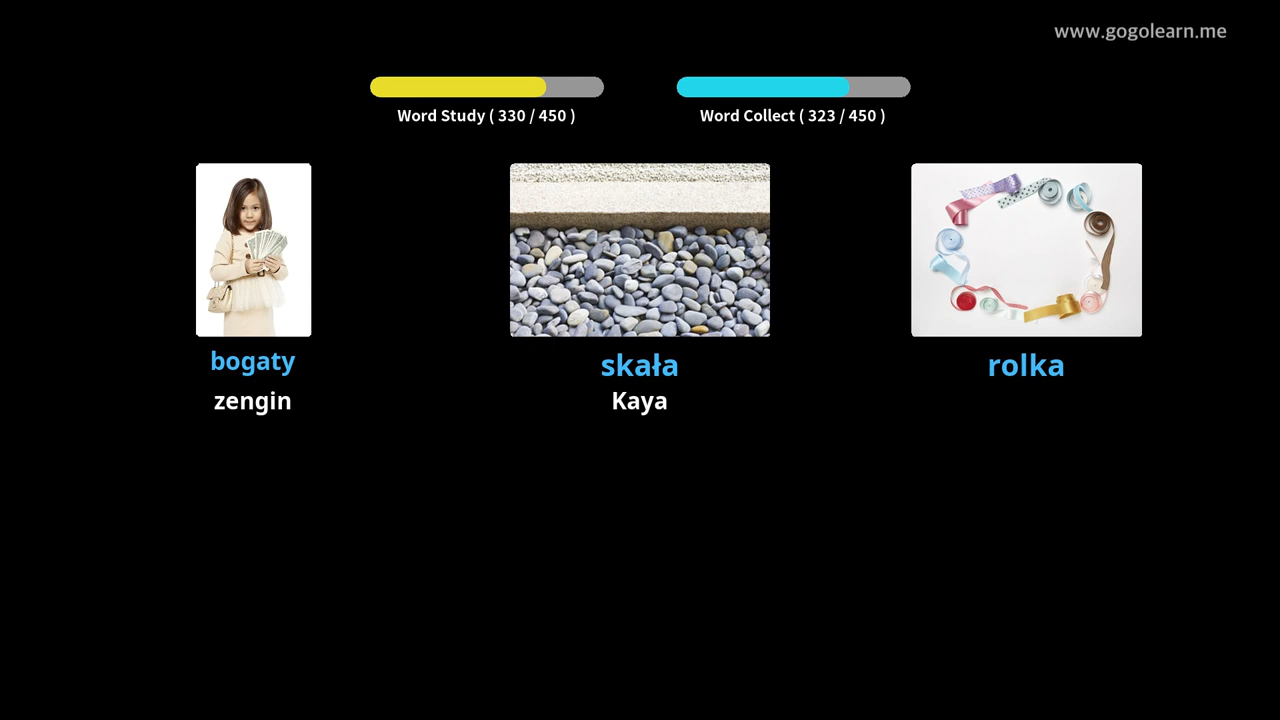 www.gogolearn.me
Word Study ( 330 / 450 )
Word Collect ( 323 / 450 )
bogaty
zengin
skała
Kaya
rolka